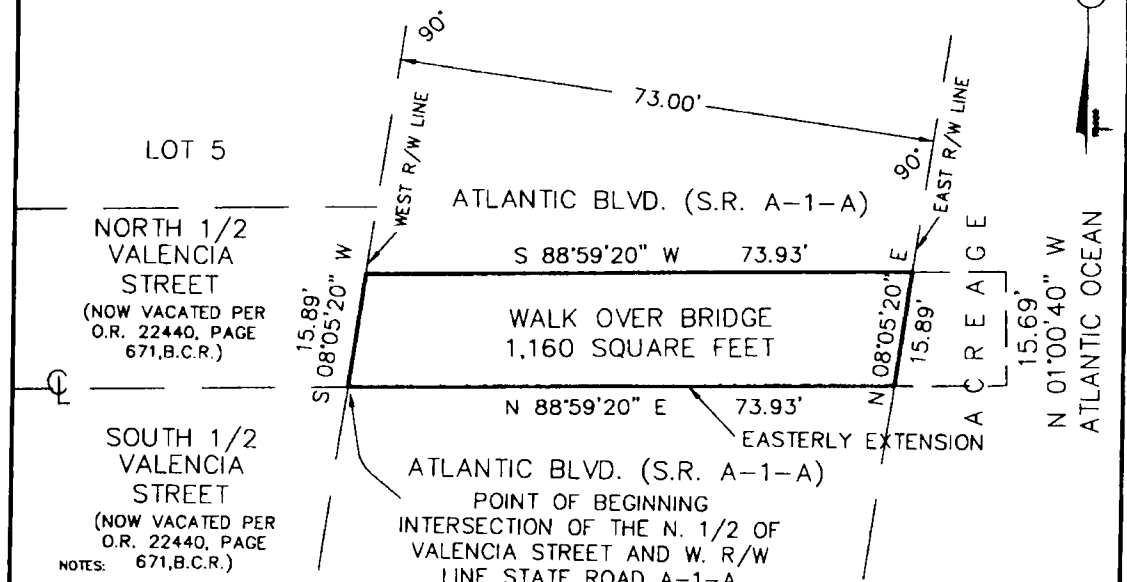 90°
73.00'
90°
WEST R/W LINE
EAST R/W LINE
LOT 5
ATLANTIC BLVD. (S.R. A-1-A)
NORTH 1/2
VALENCIA
STREET
(NOW VACATED PER
O.R. 22440, PAGE
671,B.C.R.)
S 88°59'20" W 73.93'
S 08°05'20" W
15.89'
WALK OVER BRIDGE
1,160 SQUARE FEET
N 08°05'20" E
15.89'
ACREAGE
15.69'
N 01°00'40" W
ATLANTIC OCEAN
CL
N 88°59'20" E 73.93'
EASTERLY EXTENSION
SOUTH 1/2
VALENCIA
STREET
(NOW VACATED PER
O.R. 22440, PAGE
671,B.C.R.)
NOTES:
ATLANTIC BLVD. (S.R. A-1-A)
POINT OF BEGINNING
INTERSECTION OF THE N. 1/2 OF
VALENCIA STREET AND W. R/W
LINE STATE ROAD A-1-A